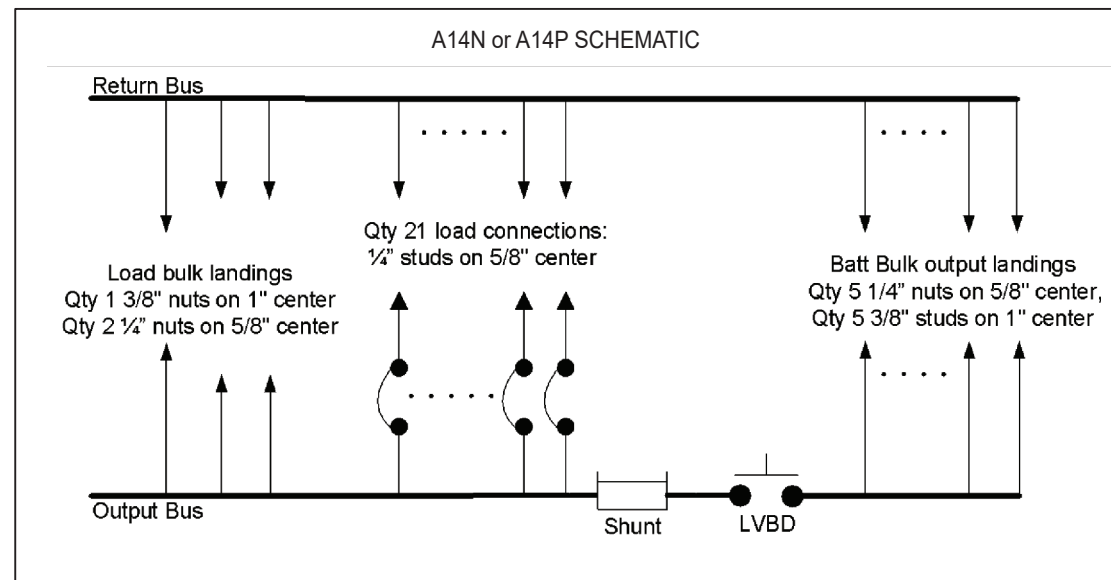 A14N or A14P SCHEMATIC
Return Bus
Load bulk landings
Qty 1 3/8" nuts on 1" center
Qty 2 ¼” nuts on 5/8" center
Qty 21 load connections:
¼” studs on 5/8" center
Batt Bulk output landings
Qty 5 1/4” nuts on 5/8" center,
Qty 5 3/8" studs on 1" center
Output Bus
Shunt
LVBD